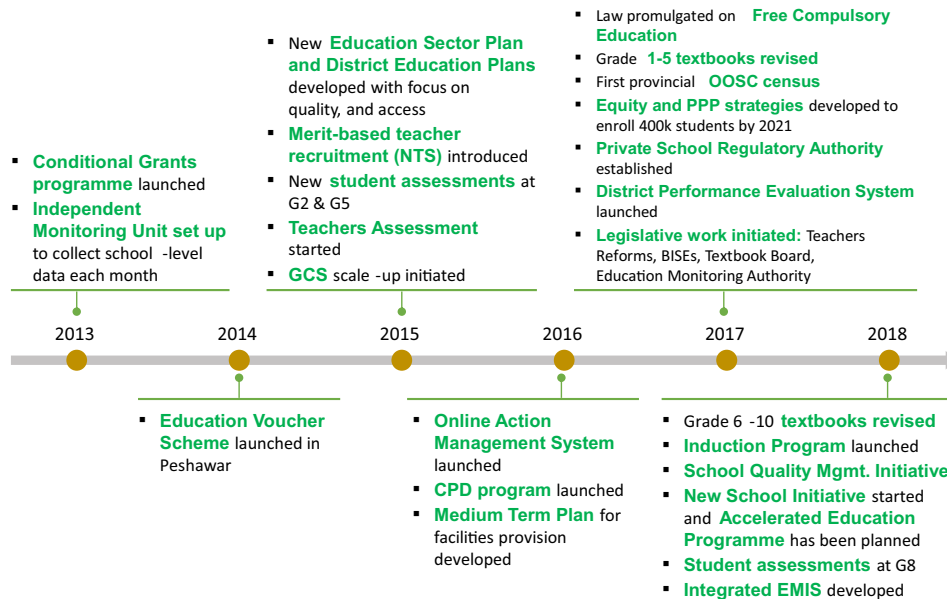 ▪ Conditional Grants
programme launched
▪ Independent
Monitoring Unit set up
to collect school -level
data each month
▪ New Education Sector Plan
and District Education Plans
developed with focus on
quality, and access
▪ Merit-based teacher
recruitment (NTS) introduced
▪ New student assessments at
G2 & G5
▪ Teachers Assessment
started
▪ GCS scale -up initiated
▪ Law promulgated on Free Compulsory
Education
▪ Grade 1-5 textbooks revised
▪ First provincial OOSC census
▪ Equity and PPP strategies developed to
enroll 400k students by 2021
▪ Private School Regulatory Authority
established
▪ District Performance Evaluation System
launched
▪ Legislative work initiated: Teachers
Reforms, BISEs, Textbook Board,
Education Monitoring Authority
2013 2014 2015 2016 2017 2018
▪ Education Voucher
Scheme launched in
Peshawar
▪ Online Action
Management System
launched
▪ CPD program launched
▪ Medium Term Plan for
facilities provision
developed
▪ Grade 6 -10 textbooks revised
▪ Induction Program launched
▪ School Quality Mgmt. Initiative
▪ New School Initiative started
and Accelerated Education
Programme has been planned
▪ Student assessments at G8
▪ Integrated EMIS developed